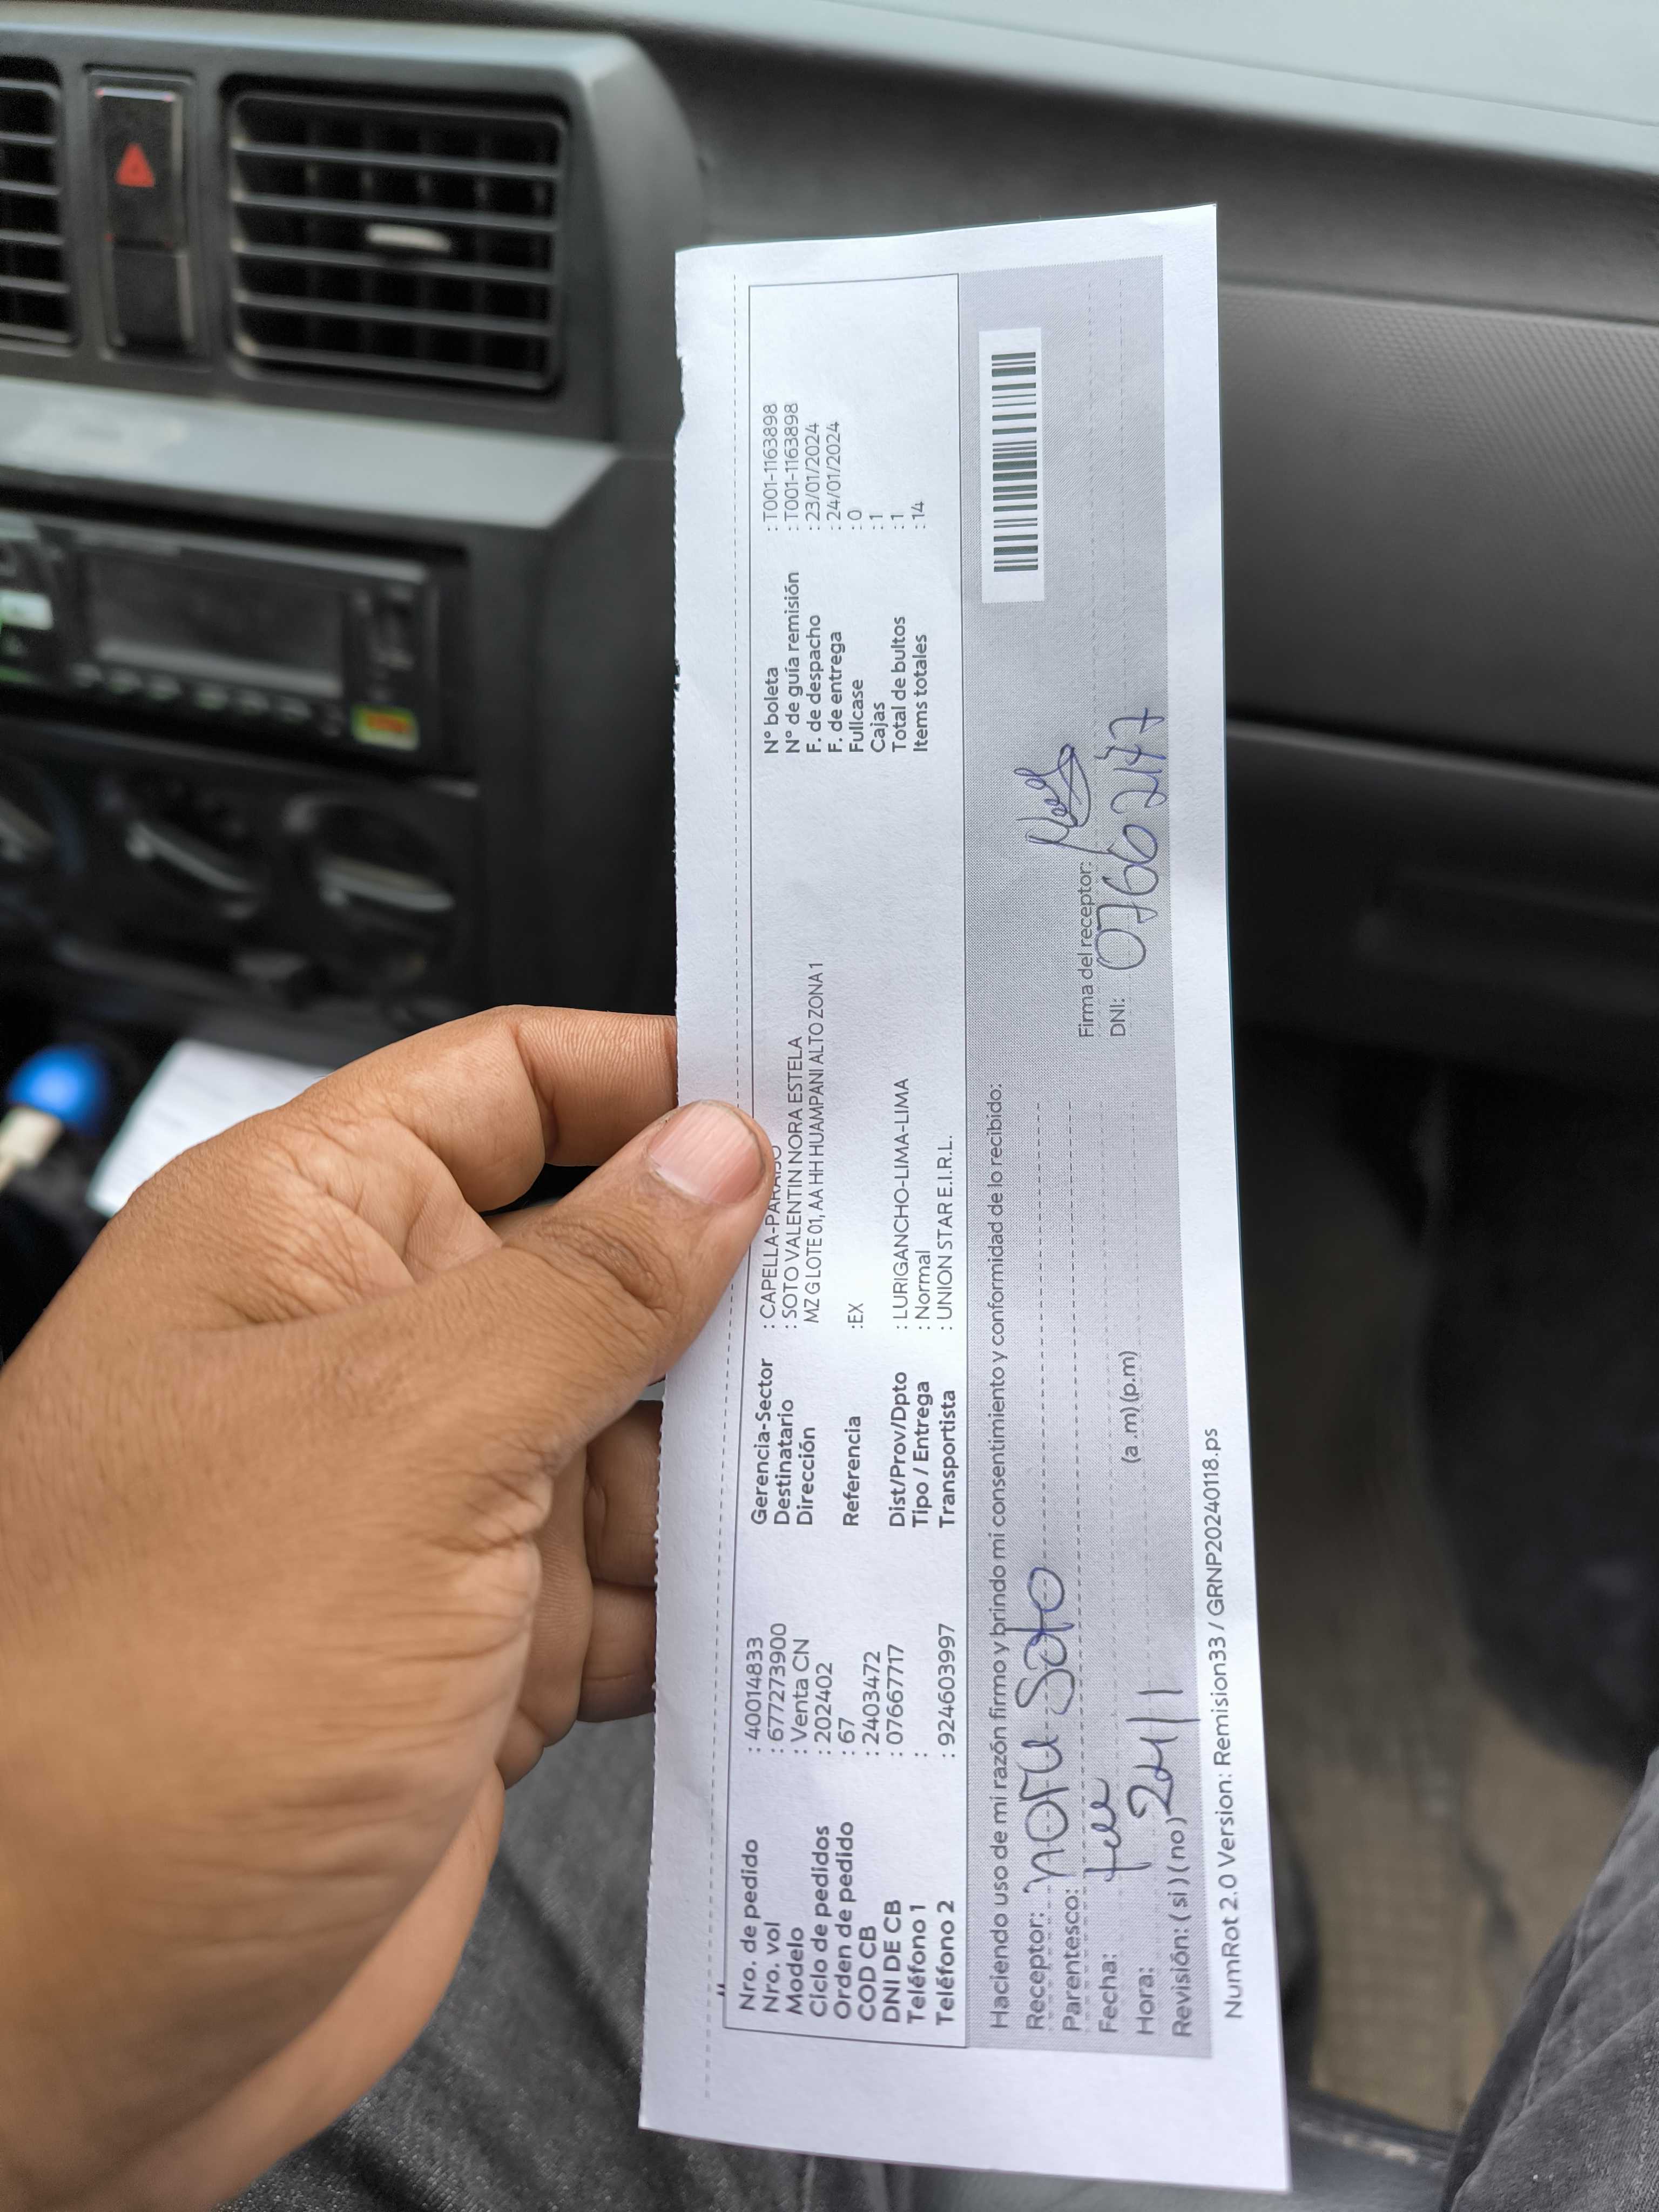 Nro. de pedido : 40014833
Nro. vol : 677273900
Modelo : Venta CN
Ciclo de pedidos : 202402
Orden de pedido : 67
COD CB : 2403472
DNI DE CB : 07667717
Teléfono 1 :
Teléfono 2 : 924603997
Gerencia-Sector : CAPELLA-PARAISO
Destinatario : SOTO VALENTIN NORA ESTELA
Dirección MZ G LOTE 01, AA HH HUAMPANI ALTO ZONA 1
Referencia :EX
Dist/Prov/Dpto : LURIGANCHO-LIMA-LIMA
Tipo / Entrega : Normal
Transportista : UNION STAR E.I.R.L.
N° boleta : T001-1163898
N° de guía remisión : T001-1163898
F. de despacho : 23/01/2024
F. de entrega : 24/01/2024
Fullcase : 0
Cajas : 1
Total de bultos : 1
Items totales : 14
Haciendo uso de mi razón firmo y brindo mi consentimiento y conformidad de lo recibido:
Receptor: Nora Soto
Parentesco:
Fecha:
Hora: 24/1 (a .m) (p.m)
Revisión: ( si ) ( no )
Firma del receptor:
DNI:
NumRot 2.0 Version: Remision33 / GRNP20240118.ps